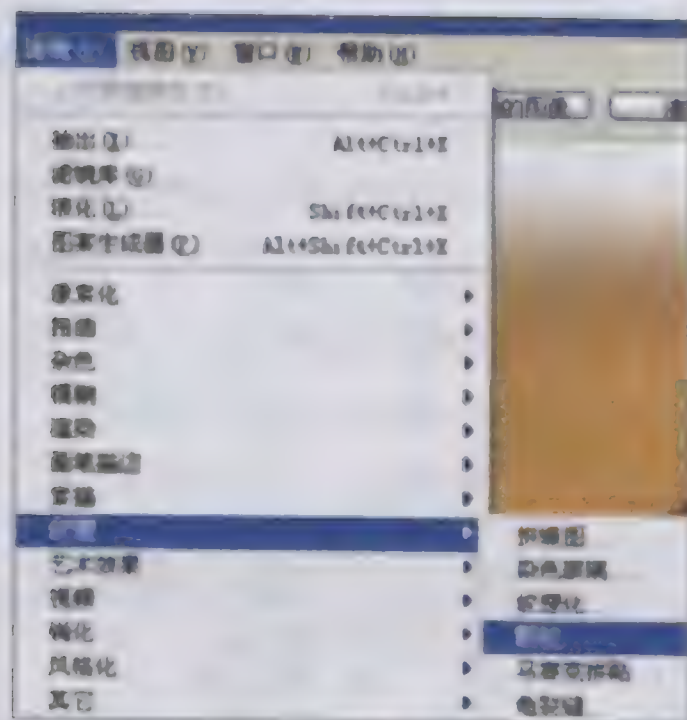 视图(Y) 窗口(W) 帮助(H)
抽出(X) Alt+Ctrl+X
滤镜库(G)
液化(L) Shift+Ctrl+X
图案生成器(P) Alt+Shift+Ctrl+X
像素化
扭曲
杂色
模糊
渲染
画笔描边
素描
艺术效果
视频
锐化
风格化
其它
拼缀图
染色玻璃
纹理化
马赛克拼贴
龟裂缝